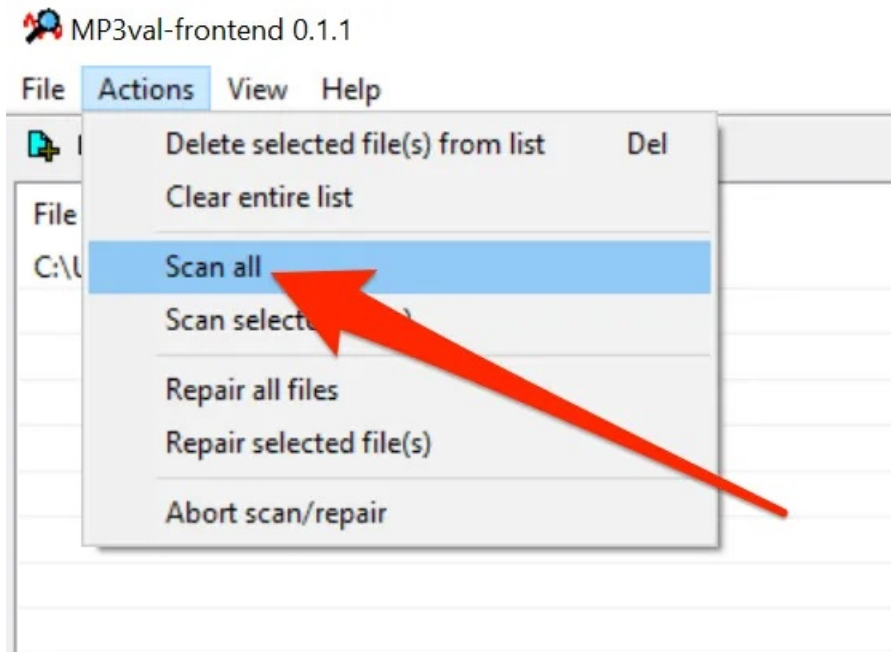 MP3val-frontend 0.1.1
File Actions View Help
Delete selected file(s) from list Del
Clear entire list
File
C:\U
Scan all
Scan
Repair all files
Repair selected file(s)
Abort scan/repair